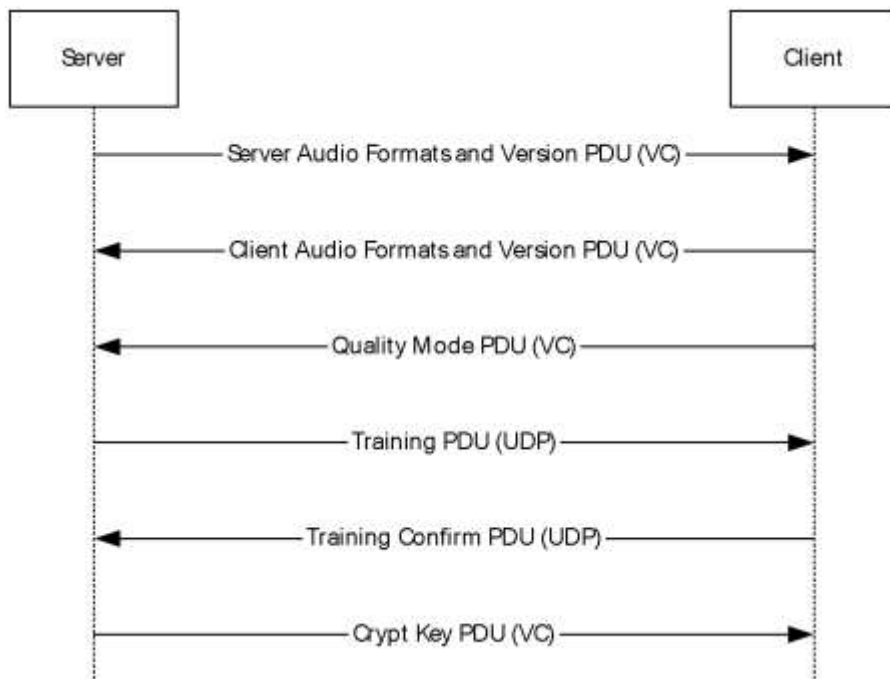 Server
Client
Server Audio Formats and Version PDU (VC)
Client Audio Formats and Version PDU (VC)
Quality Mode PDU (VC)
Training PDU (UDP)
Training Confirm PDU (UDP)
Crypt Key PDU (VC)